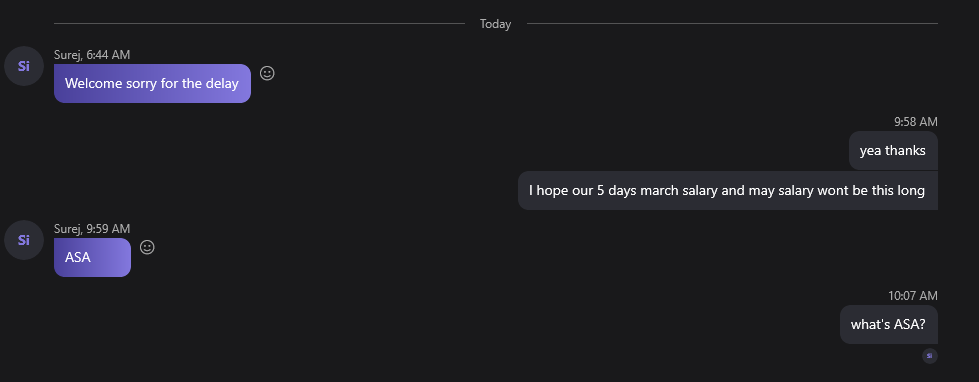 Today
Surej, 6:44 AM
Si
Welcome sorry for the delay
9:58 AM
yea thanks
I hope our 5 days march salary and may salary wont be this long
Surej, 9:59 AM
Si
ASA
10:07 AM
what's ASA?
Si